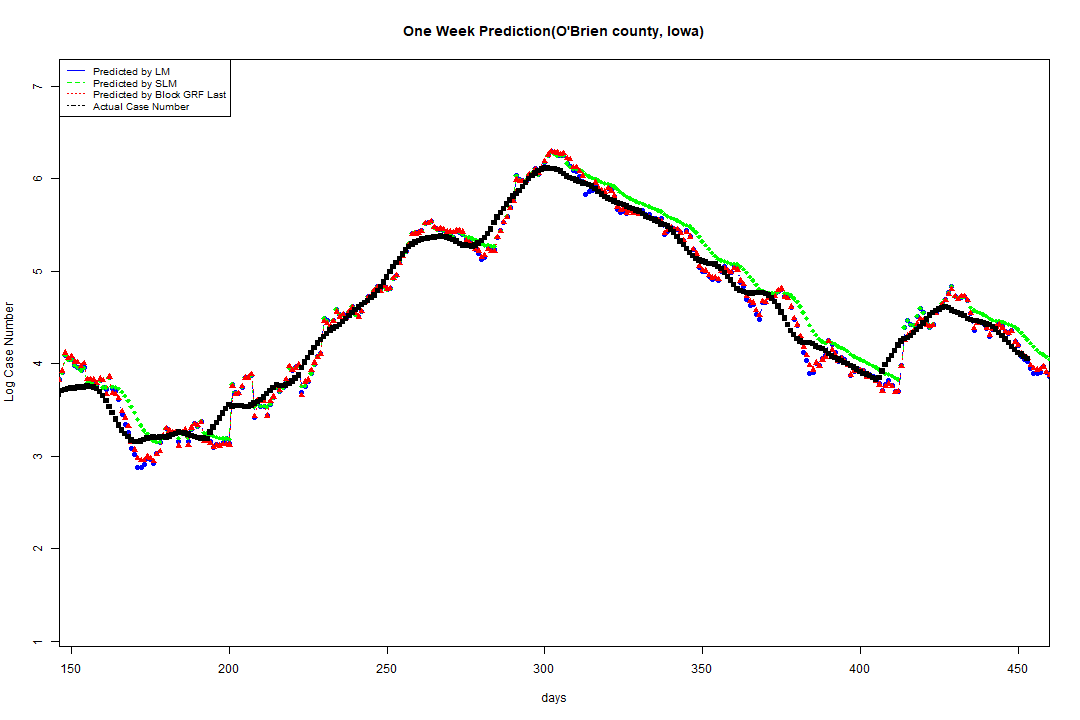 One Week Prediction(O'Brien county, Iowa)
Predicted by LM
Predicted by SLM
Predicted by Block GRF Last
Actual Case Number
7
6
5
4
3
2
1
Log Case Number
150 200 250 300 350 400 450
days